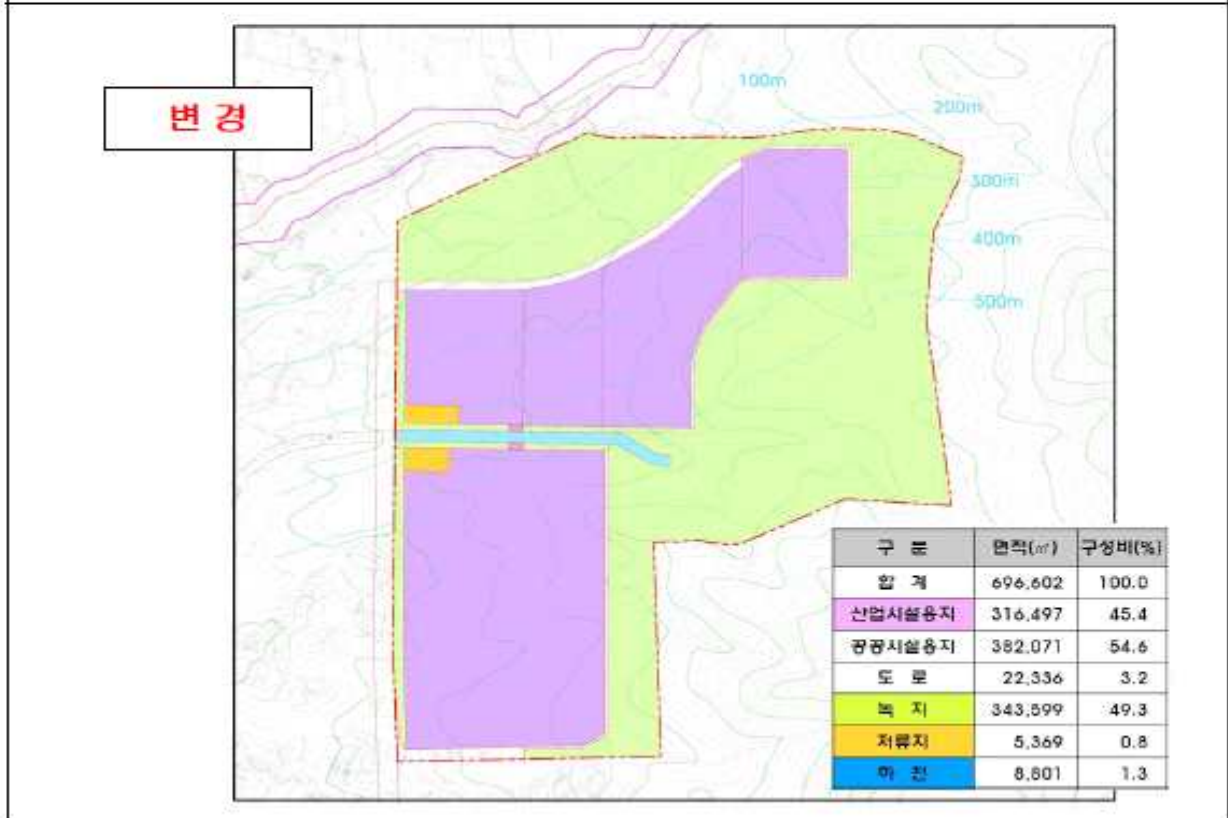 변 경
100m
200m
300m
400m
500m
구 분 면적(㎡) 구성비(%)
합 계 696,602 100.0
산업시설용지 316,497 45.4
공공시설용지 382,071 54.6
도 로 22,336 3.2
녹 지 343,599 49.3
저류지 5,369 0.8
하 천 8,801 1.3